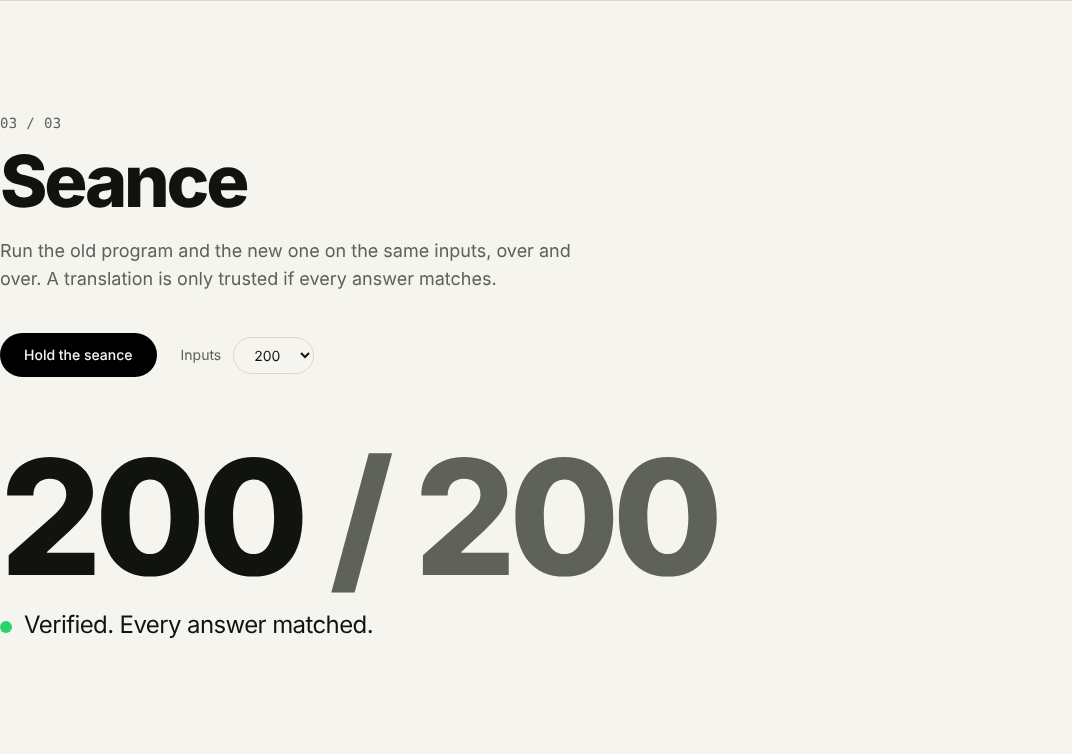 03 / 03
Seance
Run the old program and the new one on the same inputs, over and
over. A translation is only trusted if every answer matches.
Hold the seance Inputs 200
200 / 200
Verified. Every answer matched.